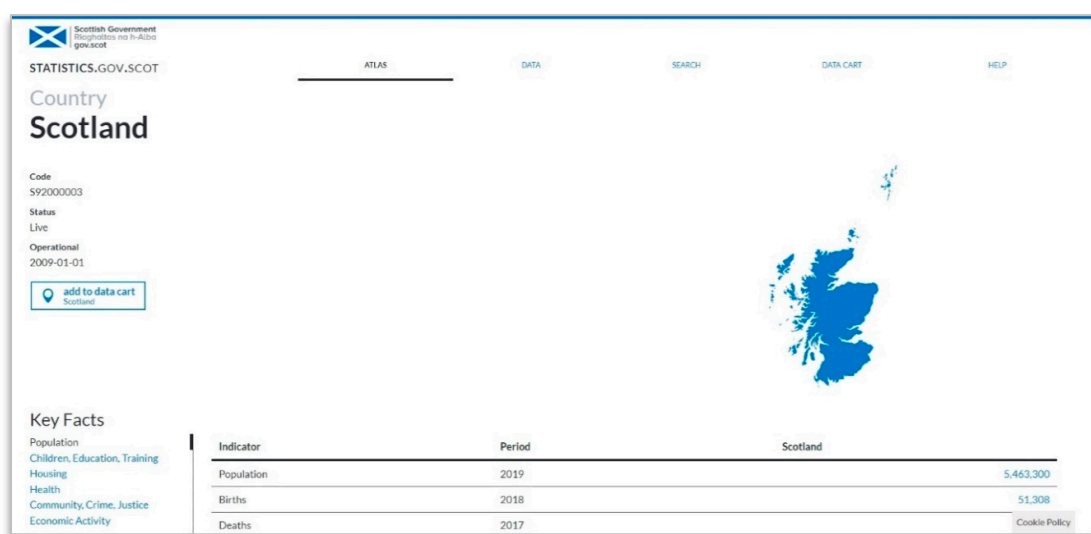 Scottish Government
Riaghaltas na h-Alba
gov.scot
STATISTICS.GOV.SCOT
ATLAS
DATA
SEARCH
DATA CART
HELP
Country
Scotland
Code
S92000003
Status
Live
Operational
2009-01-01
add to data cart
Scotland
Key Facts
Population
Children, Education, Training
Housing
Health
Community, Crime, Justice
Economic Activity
Indicator Period Scotland
Population 2019 5,463,300
Births 2018 51,308
Deaths 2017
Cookie Policy